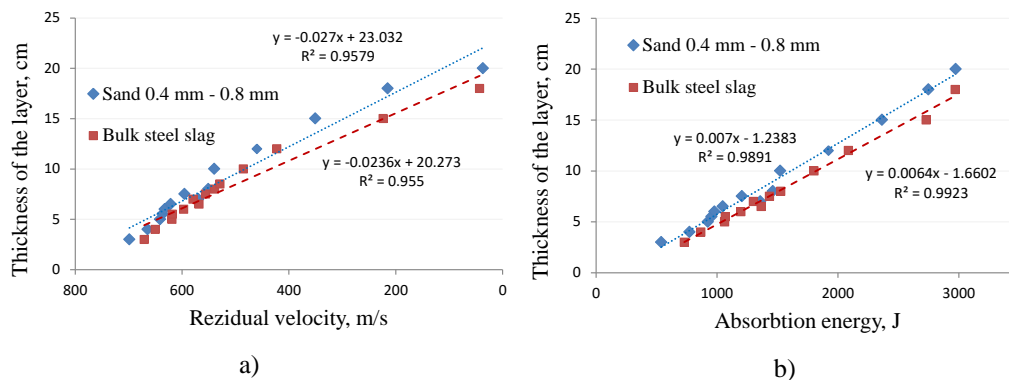 Thickness of the layer, cm
25
20
15
10
5
0
y = -0.027x + 23.032
R² = 0.9579
Sand 0.4 mm - 0.8 mm
Bulk steel slag
y = -0.0236x + 20.273
R² = 0.955
800
600
400
200
0
Rezidual velocity, m/s
a)
Thickness of the layer, cm
25
20
15
10
5
0
Sand 0.4 mm - 0.8 mm
Bulk steel slag
y = 0.007x - 1.2383
R² = 0.9891
y = 0.0064x - 1.6602
R² = 0.9923
0
1000
2000
3000
Absorbtion energy, J
b)